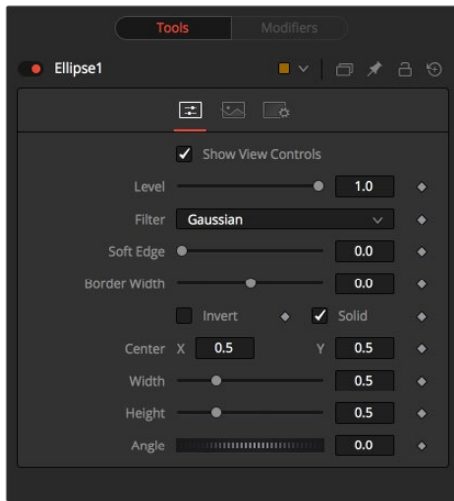 Tools Modifiers
Ellipse1
Show View Controls
Level 1.0
Filter Gaussian
Soft Edge 0.0
Border Width 0.0
Invert Solid
Center X 0.5 Y 0.5
Width 0.5
Height 0.5
Angle 0.0